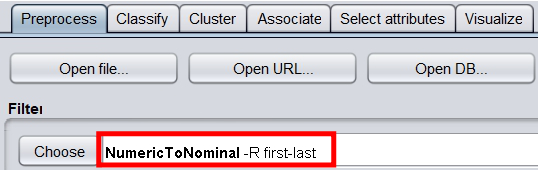 Preprocess Classify Cluster Associate Select attributes Visualize
Open file... Open URL... Open DB...
Filter
Choose NumericToNominal -R first-last